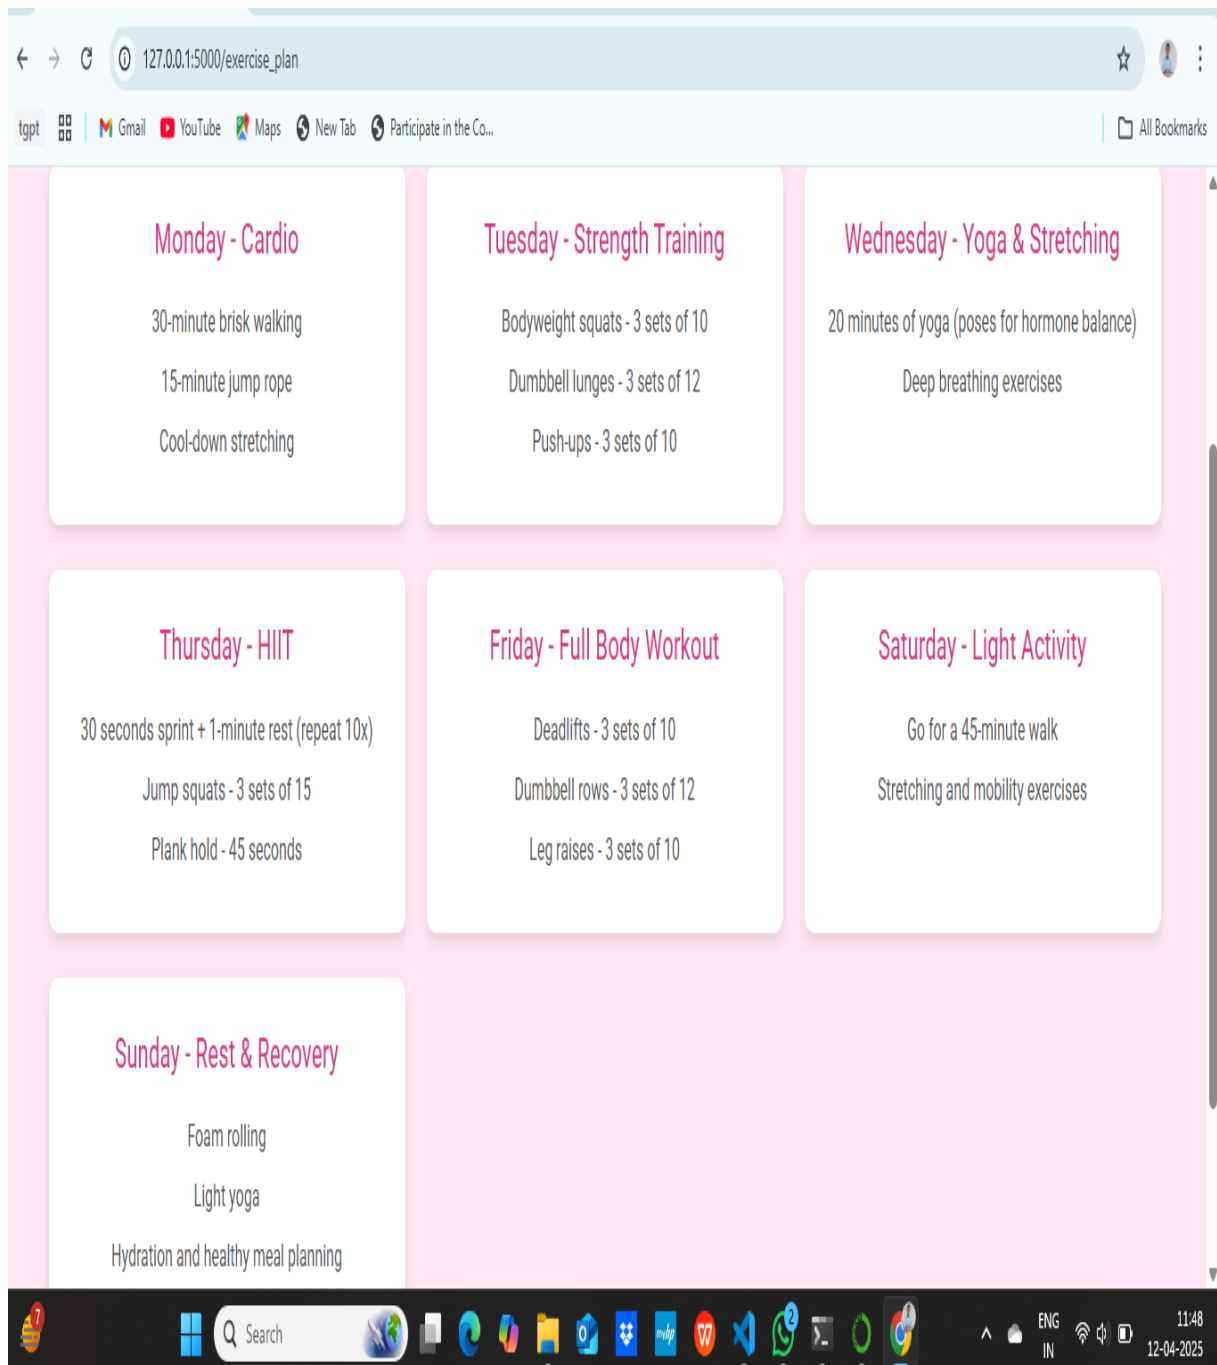 127.0.0.1:5000/exercise_plan
tgpt
Gmail
YouTube
Maps
New Tab
Participate in the Co...
All Bookmarks
Monday - Cardio
30-minute brisk walking
15-minute jump rope
Cool-down stretching
Tuesday - Strength Training
Bodyweight squats - 3 sets of 10
Dumbbell lunges - 3 sets of 12
Push-ups - 3 sets of 10
Wednesday - Yoga & Stretching
20 minutes of yoga (poses for hormone balance)
Deep breathing exercises
Thursday - HIIT
30 seconds sprint + 1-minute rest (repeat 10x)
Jump squats - 3 sets of 15
Plank hold - 45 seconds
Friday - Full Body Workout
Deadlifts - 3 sets of 10
Dumbbell rows - 3 sets of 12
Leg raises - 3 sets of 10
Saturday - Light Activity
Go for a 45-minute walk
Stretching and mobility exercises
Sunday - Rest & Recovery
Foam rolling
Light yoga
Hydration and healthy meal planning
7
Search
myhp
2
ENG
IN
11:48
12-04-2025